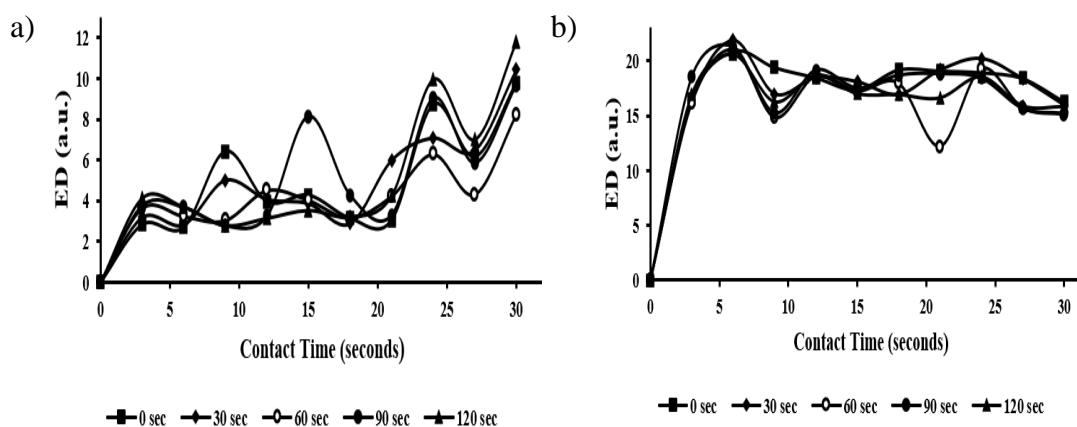 a)
ED (a.u.)
12
10
8
6
4
2
0
0 5 10 15 20 25 30
Contact Time (seconds)
0 sec 30 sec 60 sec 90 sec 120 sec
b)
ED (a.u.)
20
15
10
5
0
0 5 10 15 20 25 30
Contact Time (seconds)
0 sec 30 sec 60 sec 90 sec 120 sec